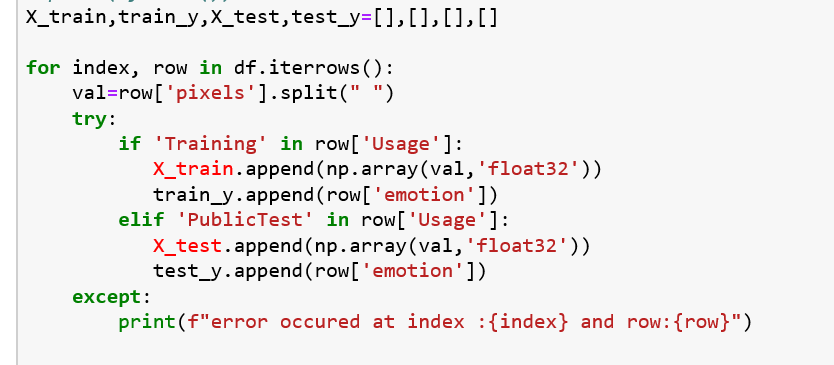 X_train,train_y,X_test,test_y=[],[],[],[]
for index, row in df.iterrows():
    val=row['pixels'].split(" ")
    try:
        if 'Training' in row['Usage']:
           X_train.append(np.array(val,'float32'))
           train_y.append(row['emotion'])
        elif 'PublicTest' in row['Usage']:
           X_test.append(np.array(val,'float32'))
           test_y.append(row['emotion'])
    except:
        print(f"error occured at index :{index} and row:{row}")